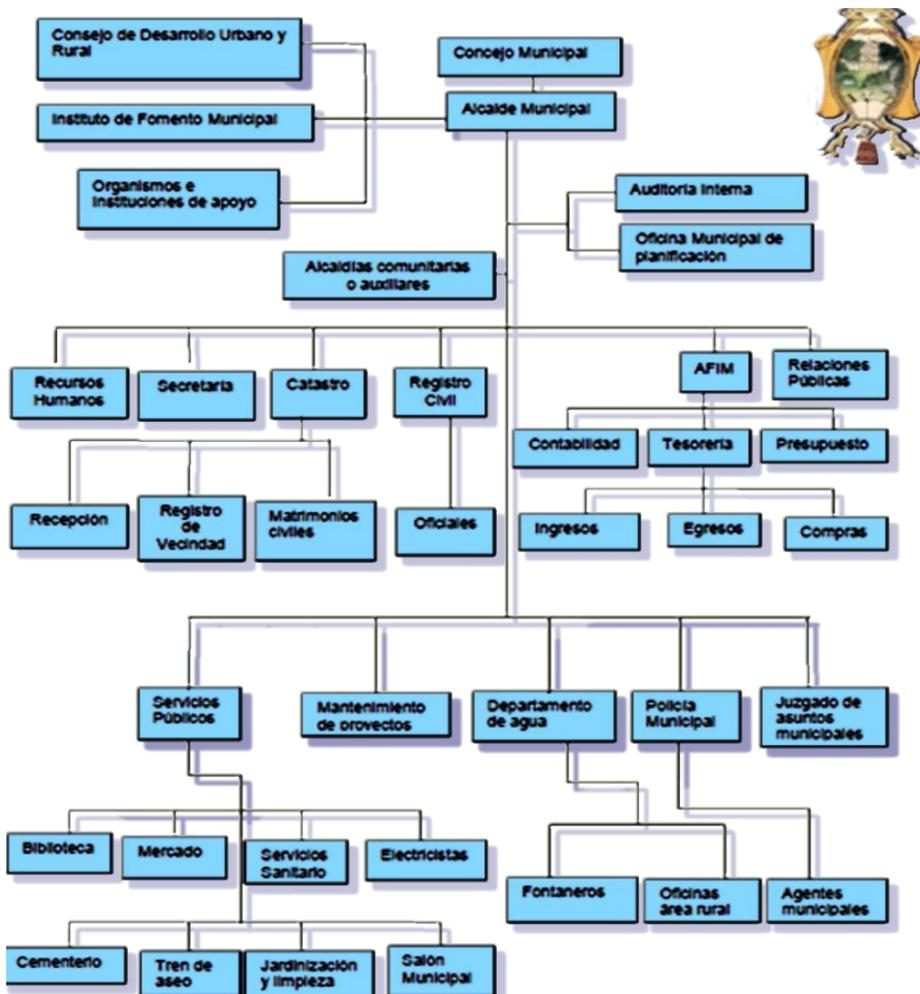 Consejo de Desarrollo Urbano y
Rural
Concejo Municipal
Instituto de Fomento Municipal
Alcalde Municipal
Organismos e
Instituciones de apoyo
Auditoria Interna
Oficina Municipal de
planificación
Alcaldías comunitarias
o auxiliares
Recursos
Humanos
Secretaría
Catastro
Registro
Civil
AFIM
Relaciones
Públicas
Contabilidad
Tesorería
Presupuesto
Recepción
Registro
de
Vecindad
Matrimonios
civiles
Oficiales
Ingresos
Egresos
Compras
Servicios
Públicos
Mantenimiento
de proyectos
Departamento
de agua
Policía
Municipal
Juzgado de
asuntos
municipales
Biblioteca
Mercado
Servicios
Sanitario
Electricistas
Fontaneros
Oficinas
área rural
Agentes
municipales
Cementerio
Tren de
aseo
Jardinización
y limpieza
Salón
Municipal